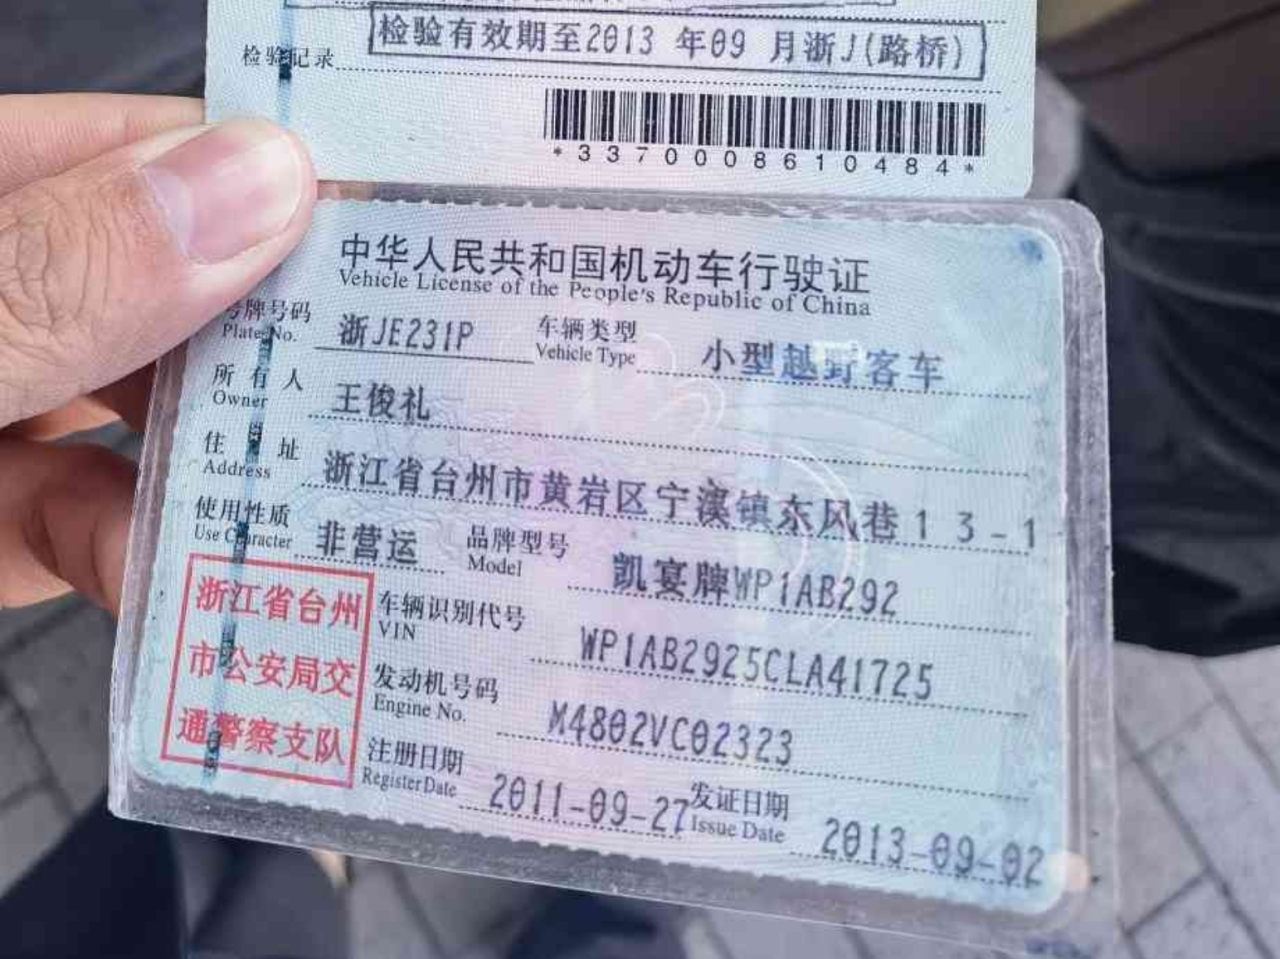 检验有效期至2013 年09 月浙J(路桥)
检验记录
*3370008610484*
中华人民共和国机动车行驶证
Vehicle License of the People's Republic of China
号牌号码 浙JE231P 车辆类型 小型越野客车
Plate No. Vehicle Type
所有人 王俊礼
Owner
住址 浙江省台州市黄岩区宁溪镇东风巷13-1
Address
使用性质 非营运 品牌型号 凯宴牌WP1AB292
Use Character Model
浙江省台州
市公安局交
通警察支队
车辆识别代号 WP1AB2925CLA41725
VIN
发动机号码 M4802VC02323
Engine No.
注册日期 2011-09-27 发证日期 2013-09-02
Register Date Issue Date